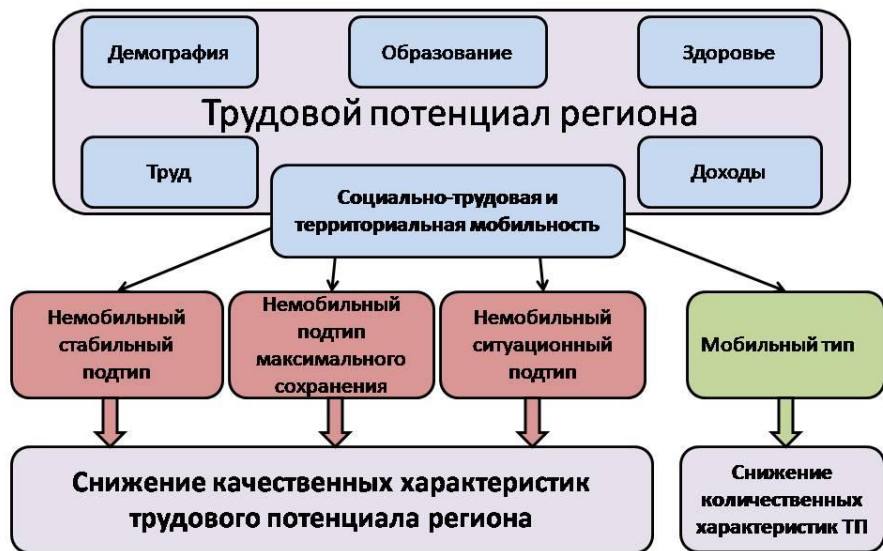 Демография
Образование
Здоровье
Трудовой потенциал региона
Труд
Доходы
Социально-трудовая и
территориальная мобильность
Немобильный
стабильный
подтип
Немобильный
подтип
максимального
сохранения
Немобильный
ситуационный
подтип
Мобильный тип
Снижение качественных характеристик
трудового потенциала региона
Снижение
количественных
характеристик ТП